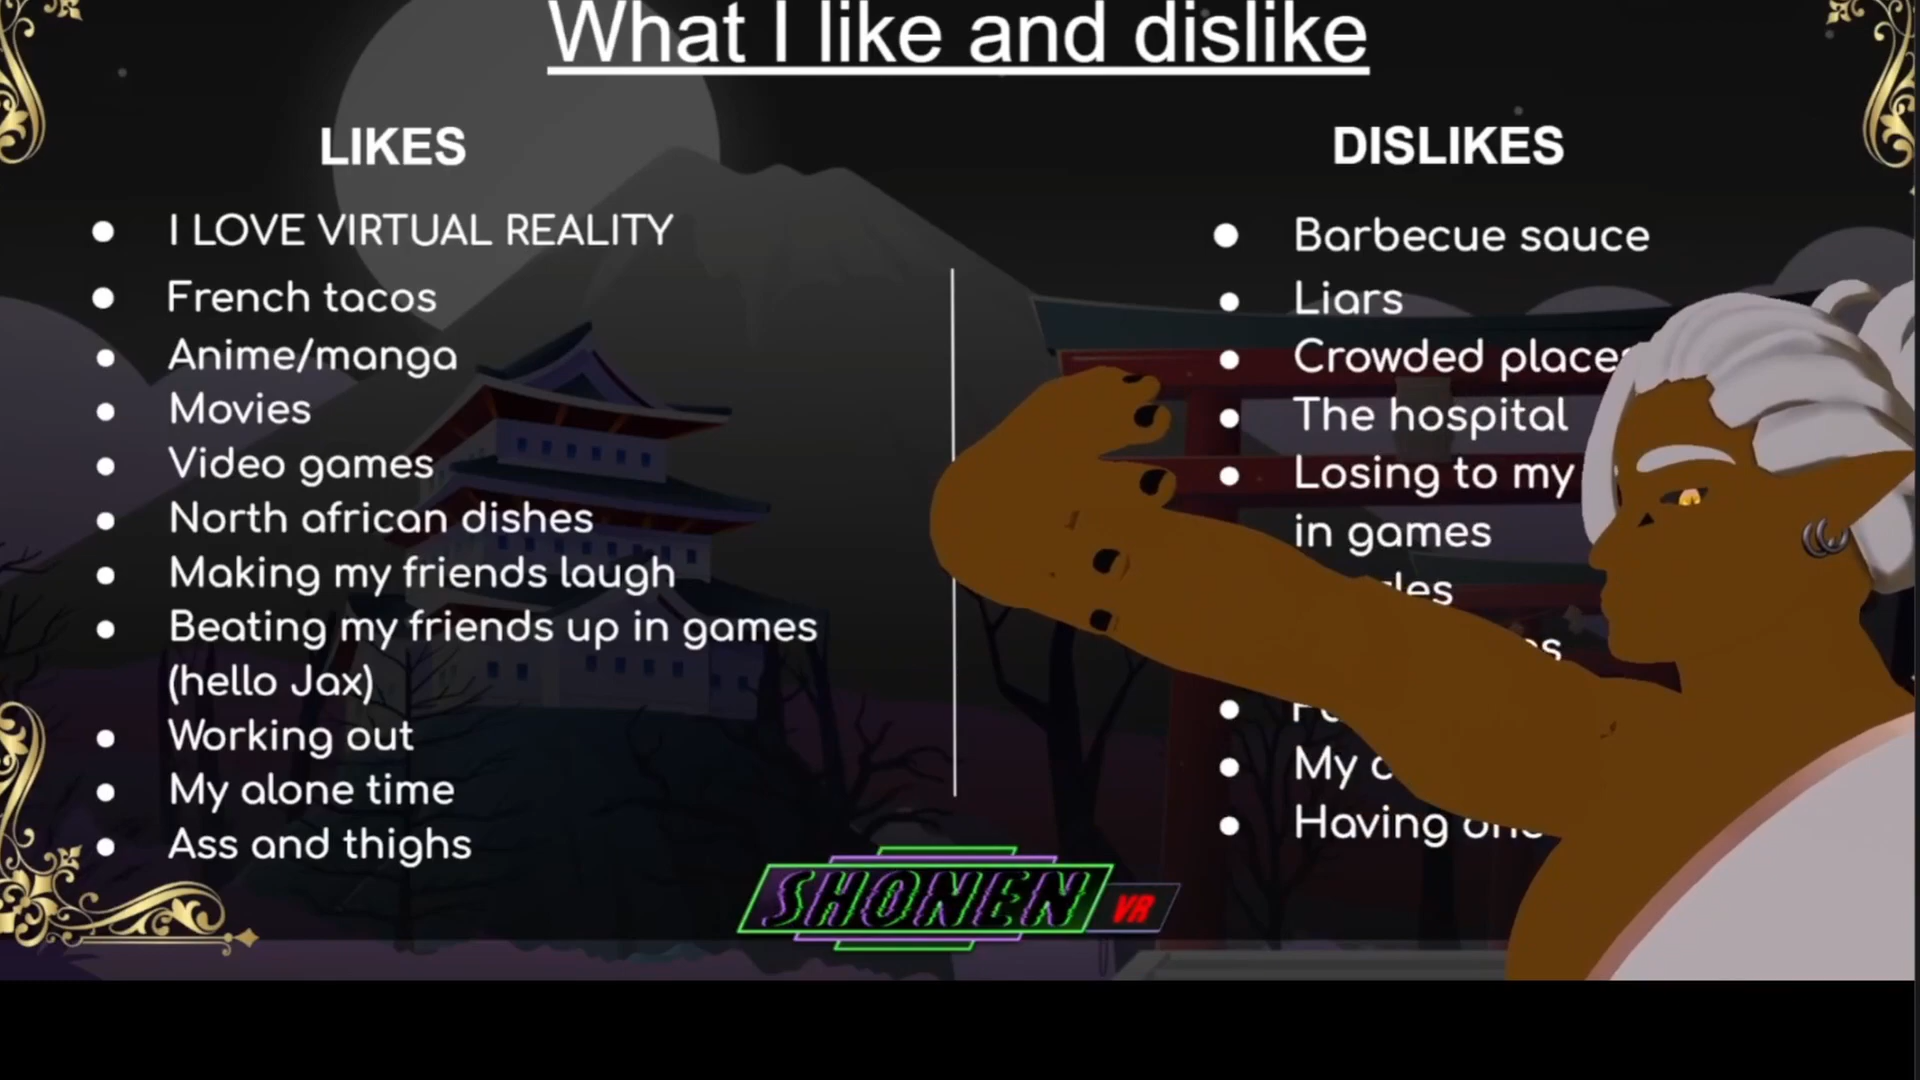 What I like and dislike
LIKES
I LOVE VIRTUAL REALITY
French tacos
Anime/manga
Movies
Video games
North african dishes
Making my friends laugh
Beating my friends up in games
(hello Jax)
Working out
My alone time
Ass and thighs
DISLIKES
Barbecue sauce
Liars
Crowded places
The hospital
Losing to my
in games
My
Having
SHONEN VR